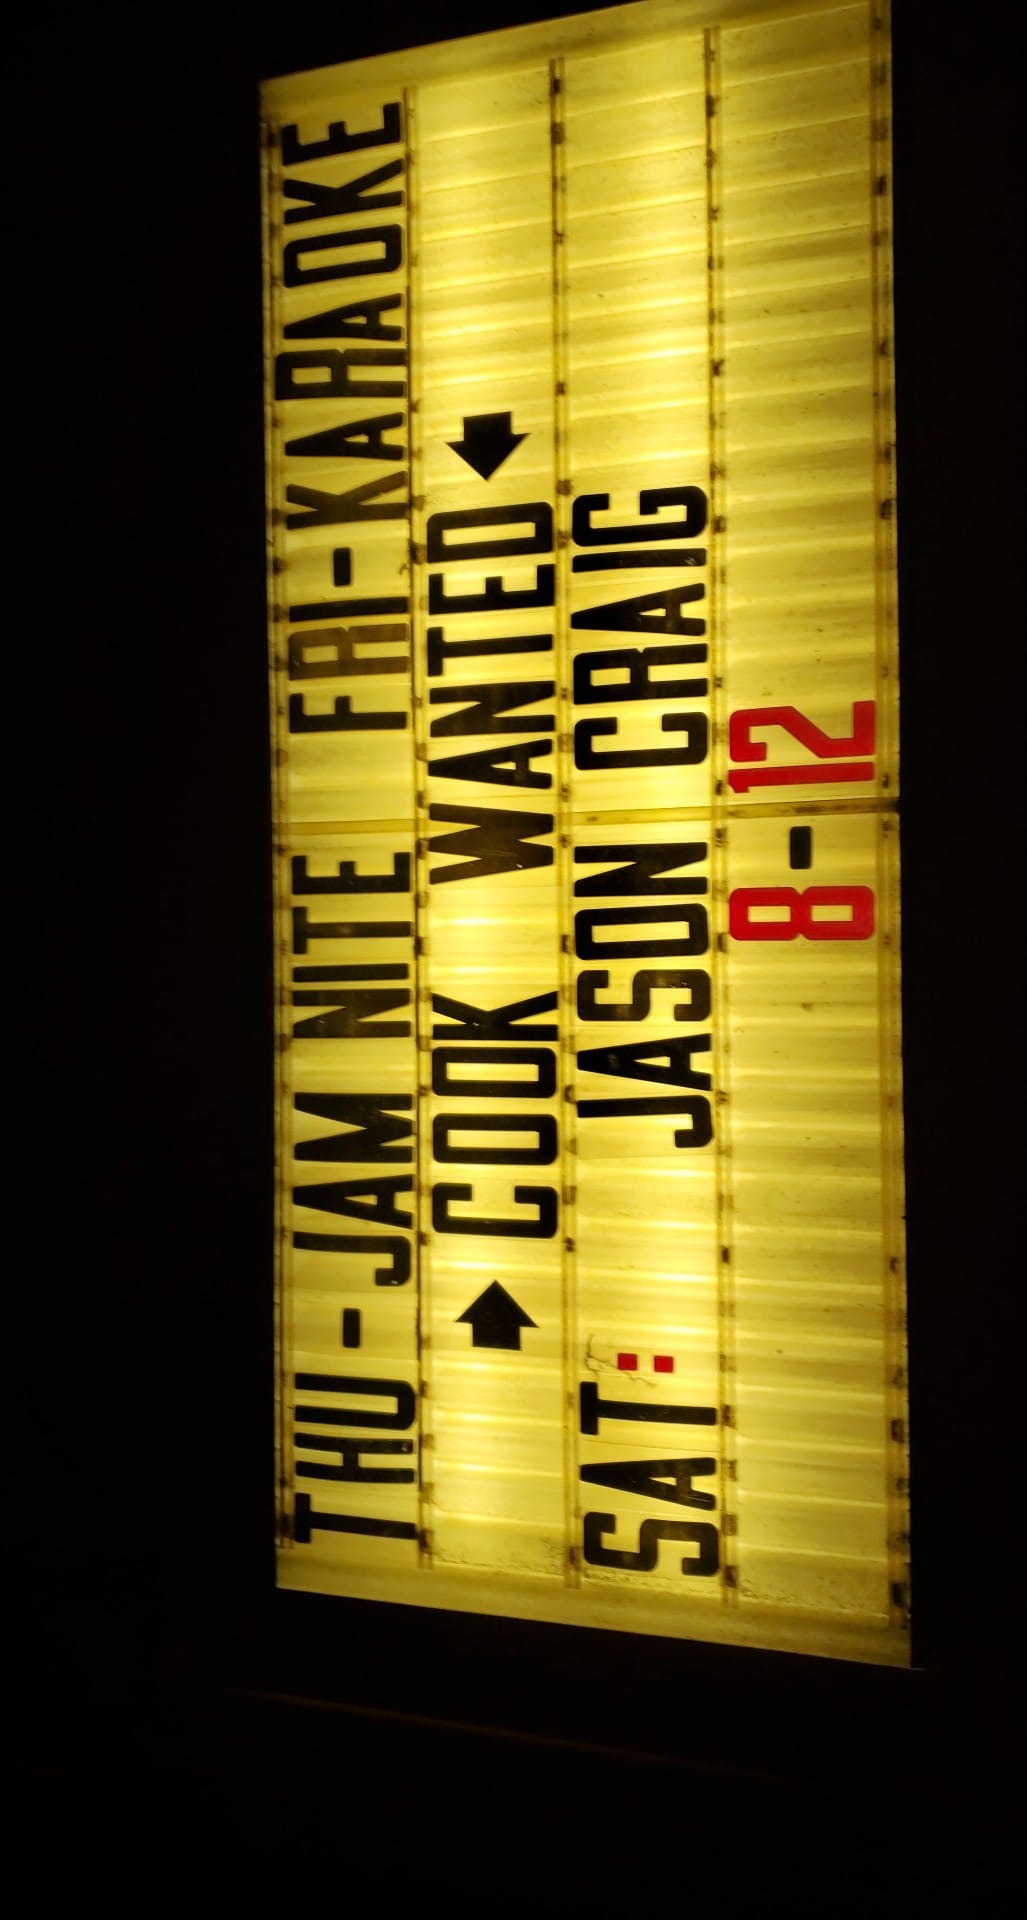 THU-JAM NITE FRI-KARAOKE
➡ COOK WANTED ⬅
SAT: JASON CRAIG
8-12